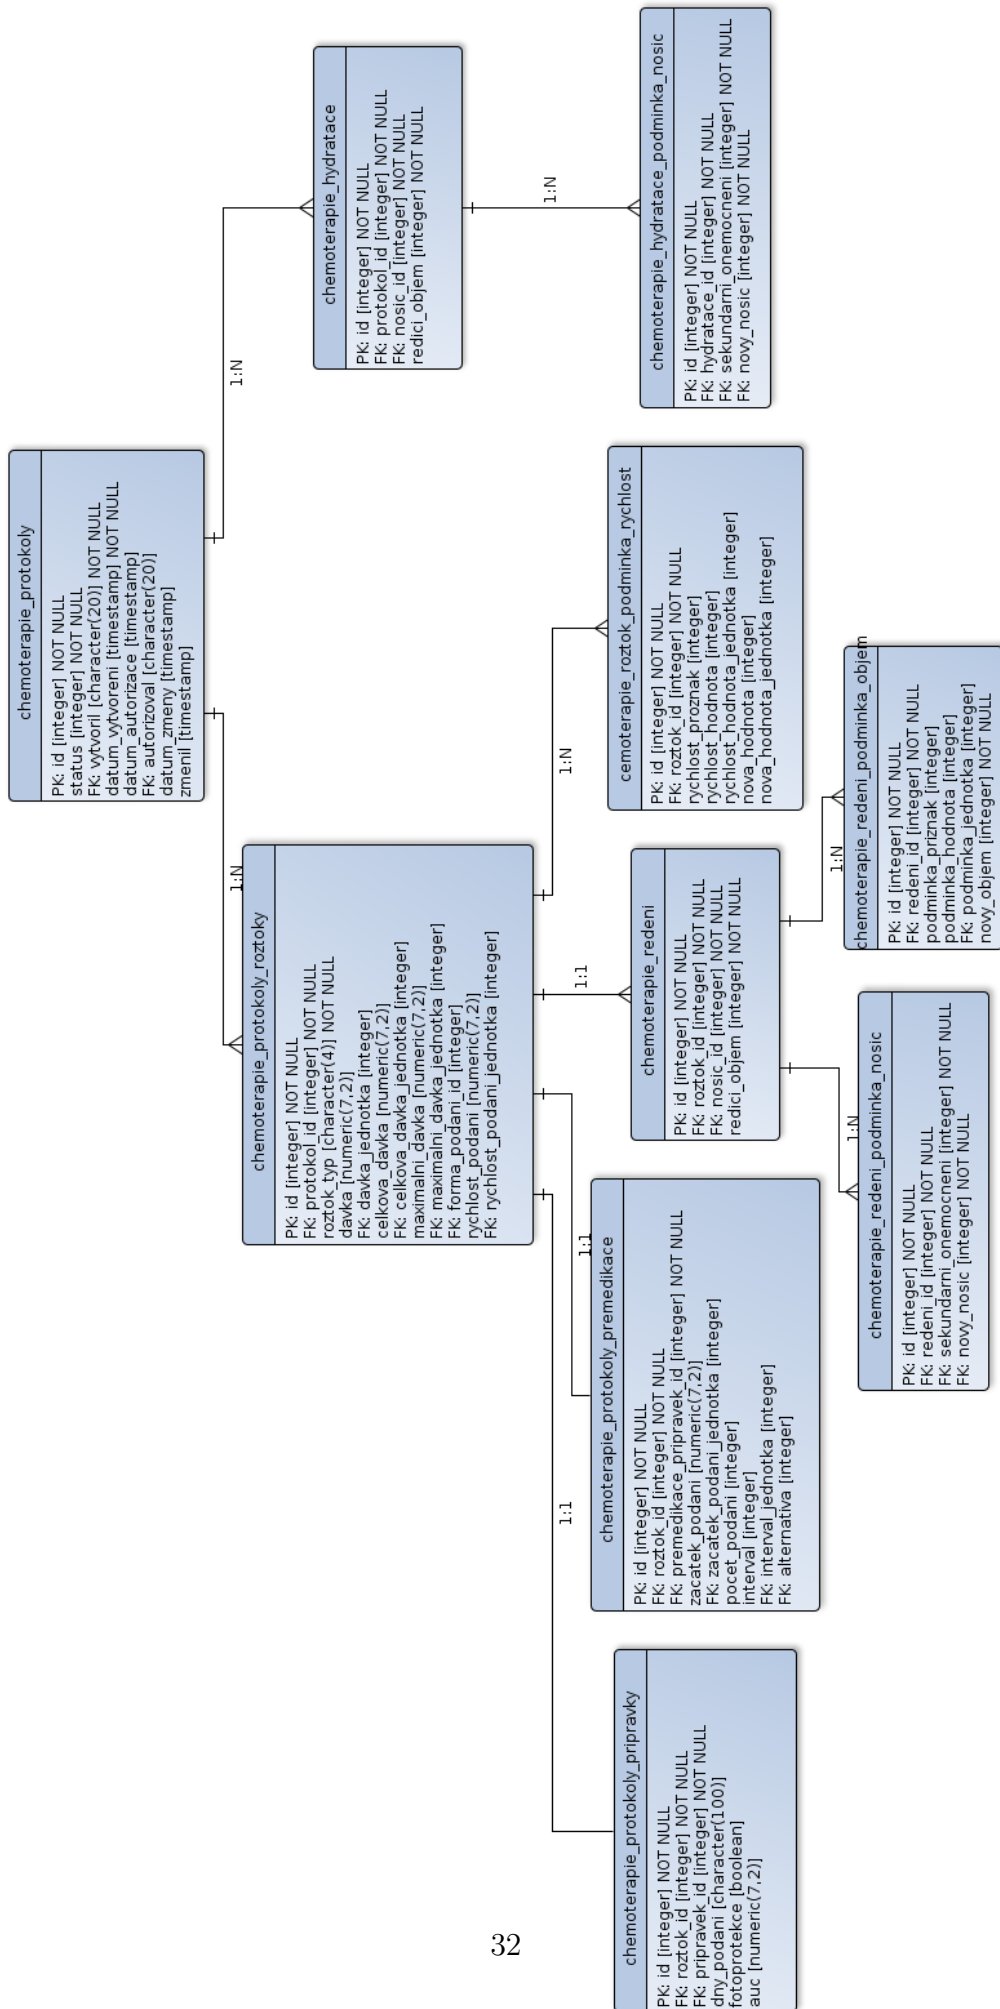 chemoterapie_protokoly
PK: id [integer] NOT NULL
status [integer] NOT NULL
FK: vytvoril [character(20)] NOT NULL
datum_vytvoreni [timestamp] NOT NULL
datum_autorizace [timestamp]
FK: autorizoval [character(20)]
datum_zmeny [timestamp]
zmenil [timestamp]
1:N
1:N
chemoterapie_hydratace
PK: id [integer] NOT NULL
FK: protokol_id [integer] NOT NULL
FK: nosic_id [integer] NOT NULL
redici_objem [integer] NOT NULL
1:N
chemoterapie_hydratace_podminka_nosic
PK: id [integer] NOT NULL
FK: hydratace_id [integer] NOT NULL
FK: sekundarni_onemocneni [integer] NOT NULL
FK: novy_nosic [integer] NOT NULL
chemoterapie_protokoly_roztoky
PK: id [integer] NOT NULL
FK: protokol_id [integer] NOT NULL
roztok_typ [character(4)] NOT NULL
davka [numeric(7,2)]
FK: davka_jednotka [integer]
celkova_davka [numeric(7,2)]
FK: celkova_davka_jednotka [integer]
maximalni_davka [numeric(7,2)]
FK: maximalni_davka_jednotka [integer]
FK: forma_podani_id [integer]
rychlost_podani [numeric(7,2)]
FK: rychlost_podani_jednotka [integer]
1:1
1:1
1:1
1:N
chemoterapie_protokoly_pripravky
PK: id [integer] NOT NULL
FK: roztok_id [integer] NOT NULL
FK: pripravek_id [integer] NOT NULL
dny_podani [character(100)]
fotoprotekce [boolean]
auc [numeric(7,2)]
chemoterapie_protokoly_premedikace
PK: id [integer] NOT NULL
FK: roztok_id [integer] NOT NULL
FK: premedikace_pripravek_id [integer] NOT NULL
zacatek_podani [numeric(7,2)]
FK: zacatek_podani_jednotka [integer]
pocet_podani [integer]
interval [integer]
FK: interval_jednotka [integer]
FK: alternativa [integer]
chemoterapie_redeni
PK: id [integer] NOT NULL
FK: roztok_id [integer] NOT NULL
FK: nosic_id [integer] NOT NULL
redici_objem [integer] NOT NULL
cemoterapie_roztok_podminka_rychlost
PK: id [integer] NOT NULL
FK: roztok_id [integer] NOT NULL
rychlost_proznak [integer]
rychlost_hodnota [integer]
rychlost_hodnota_jednotka [integer]
nova_hodnota [integer]
nova_hodnota_jednotka [integer]
1:N
1:N
chemoterapie_redeni_podminka_nosic
PK: id [integer] NOT NULL
FK: redeni_id [integer] NOT NULL
FK: sekundarni_onemocneni [integer] NOT NULL
FK: novy_nosic [integer] NOT NULL
chemoterapie_redeni_podminka_objem
PK: id [integer] NOT NULL
FK: redeni_id [integer] NOT NULL
podminka_priznak [integer]
podminka_hodnota [integer]
FK: podminka_jednotka [integer]
novy_objem [integer] NOT NULL
32